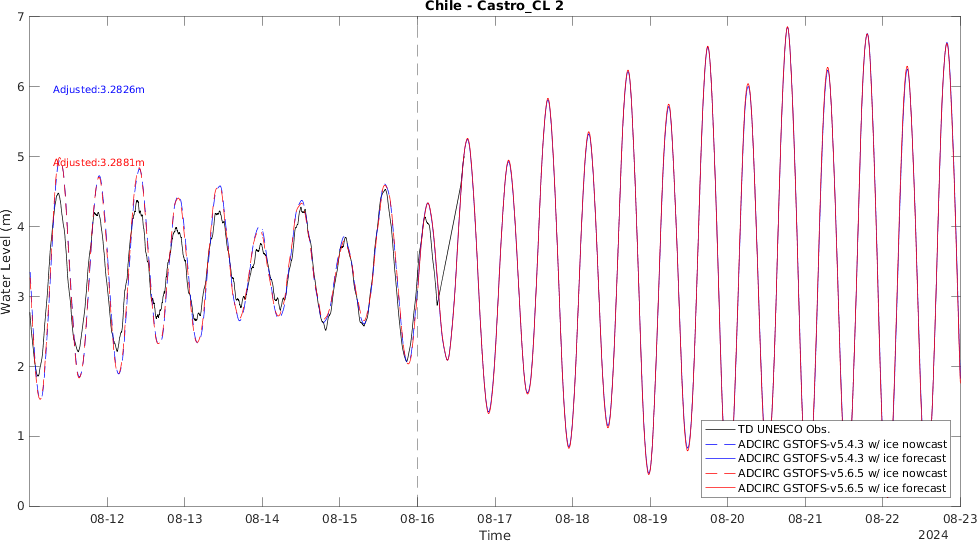 Chile - Castro_CL 2
7
6
5
4
3
2
1
0
Water Level (m)
Adjusted:3.2826m
Adjusted:3.2881m
TD UNESCO Obs.
ADCIRC GSTOFS-v5.4.3 w/ ice nowcast
ADCIRC GSTOFS-v5.4.3 w/ ice forecast
ADCIRC GSTOFS-v5.6.5 w/ ice nowcast
ADCIRC GSTOFS-v5.6.5 w/ ice forecast
08-12 08-13 08-14 08-15 08-16 08-17 08-18 08-19 08-20 08-21 08-22 08-23
Time
2024